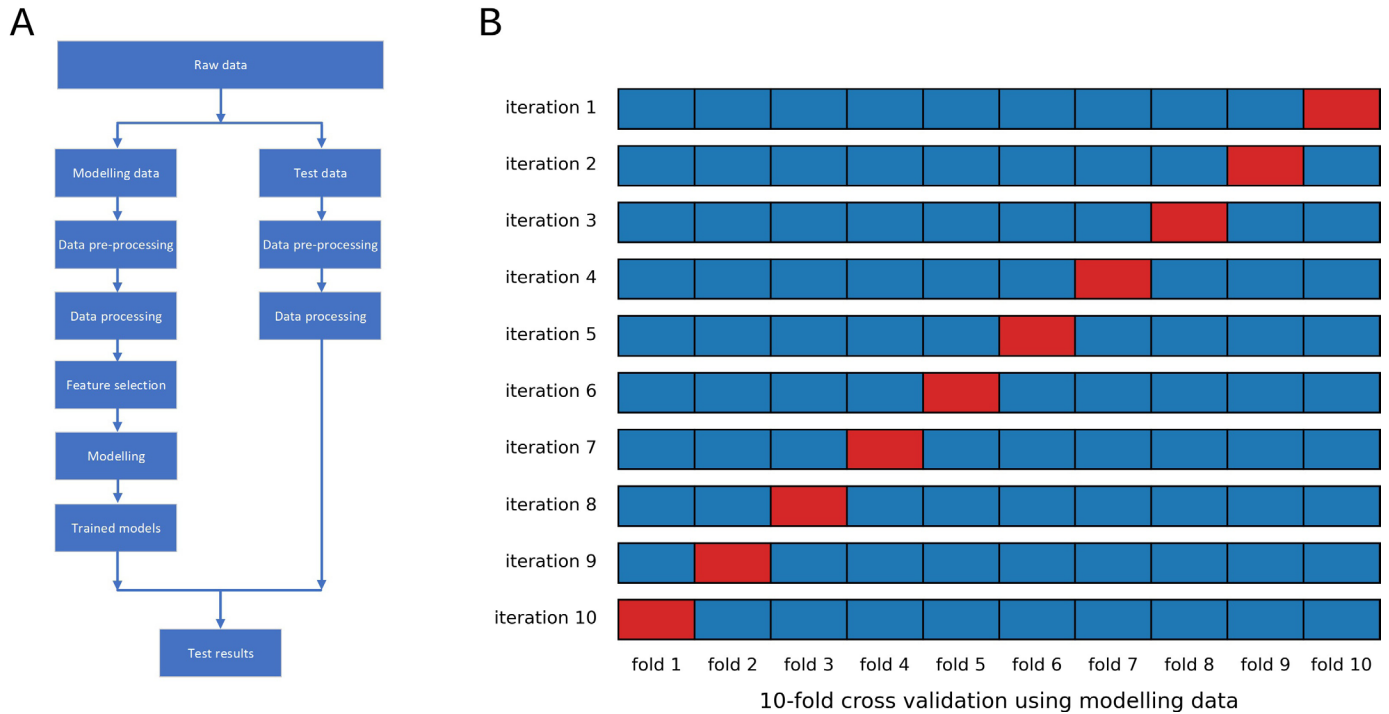 A
Raw data
Modelling data
Test data
Data pre-processing
Data pre-processing
Data processing
Data processing
Feature selection
Modelling
Trained models
Test results
B
iteration 1
iteration 2
iteration 3
iteration 4
iteration 5
iteration 6
iteration 7
iteration 8
iteration 9
iteration 10
fold 1 fold 2 fold 3 fold 4 fold 5 fold 6 fold 7 fold 8 fold 9 fold 10
10-fold cross validation using modelling data